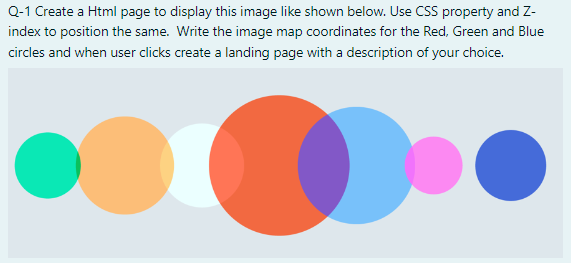 Q-1 Create a Html page to display this image like shown below. Use CSS property and Z-
index to position the same.  Write the image map coordinates for the Red, Green and Blue
circles and when user clicks create a landing page with a description of your choice.